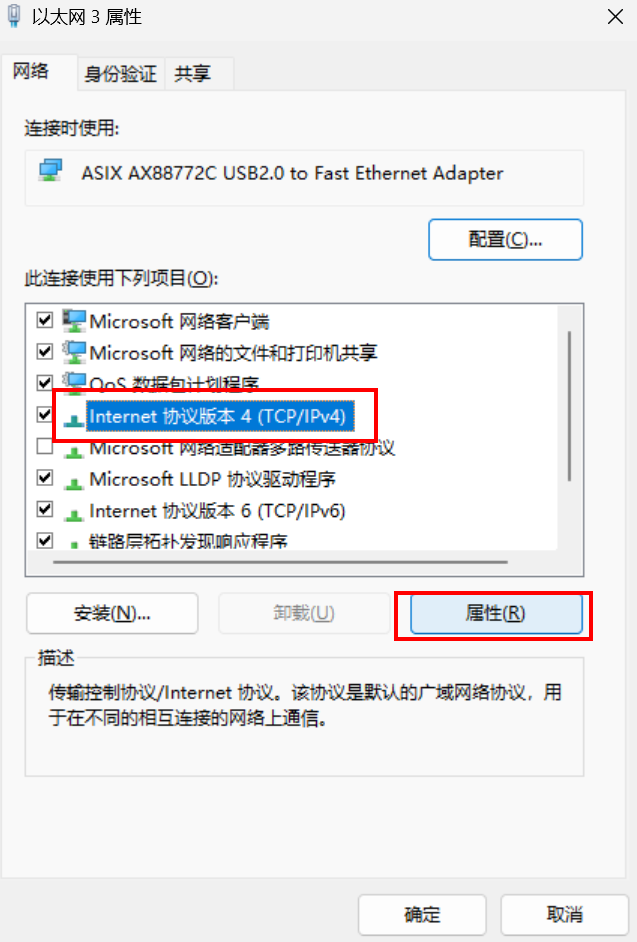 以太网 3 属性
网络
身份验证
共享
连接时使用:
ASIX AX88772C USB2.0 to Fast Ethernet Adapter
配置(C)...
此连接使用下列项目(O):
Microsoft 网络客户端
Microsoft 网络的文件和打印机共享
QoS 数据包计划程序
Internet 协议版本 4 (TCP/IPv4)
Microsoft 网络适配器多路传送器协议
Microsoft LLDP 协议驱动程序
Internet 协议版本 6 (TCP/IPv6)
链路层拓扑发现响应程序
安装(N)...
卸载(U)
属性(R)
描述
传输控制协议/Internet 协议。该协议是默认的广域网络协议，用
于在不同的相互连接的网络上通信。
确定
取消